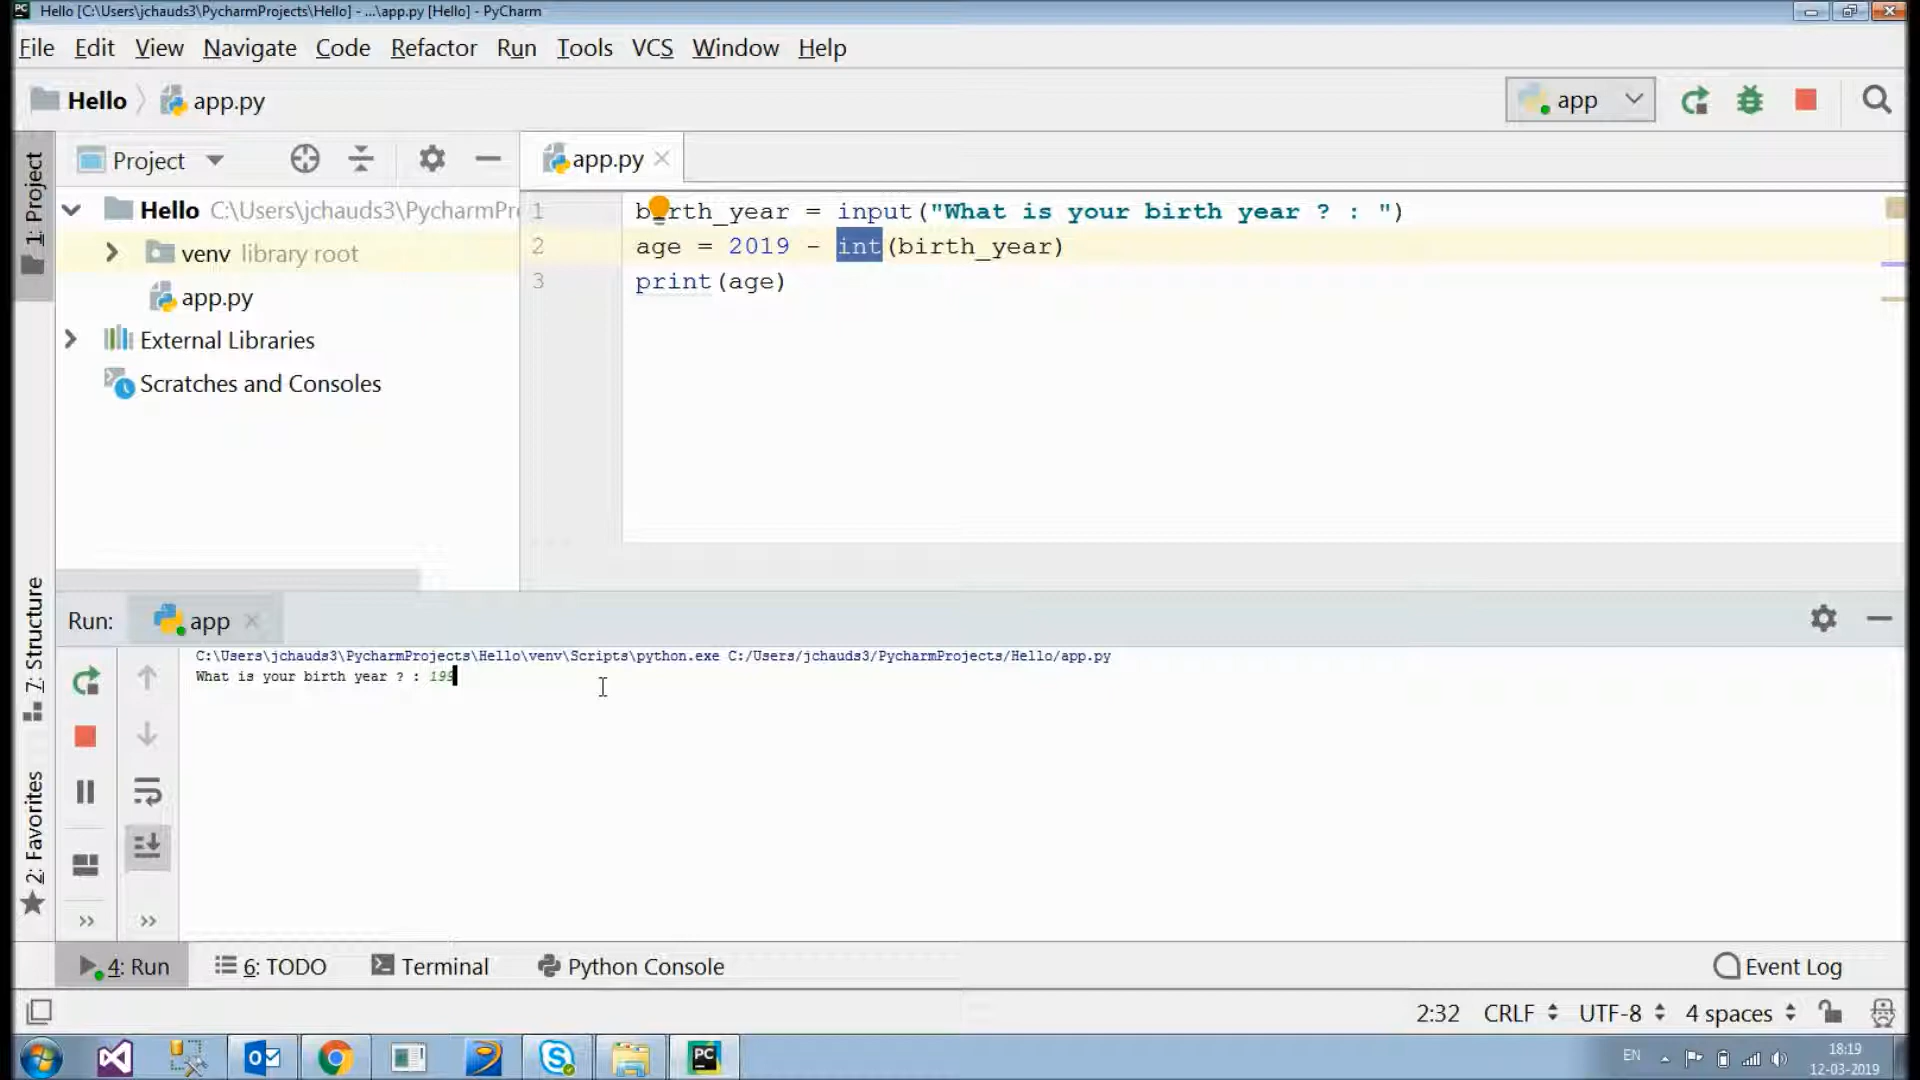 Hello [C:\Users\jchauds3\PycharmProjects\Hello] - ...\app.py [Hello] - PyCharm
File Edit View Navigate Code Refactor Run Tools VCS Window Help
Hello app.py
app
1: Project
Project
app.py
Hello C:\Users\jchauds3\PycharmPr
venv library root
app.py
External Libraries
Scratches and Consoles
1 birth_year = input("What is your birth year ? : ")
2 age = 2019 - int(birth_year)
3 print(age)
7: Structure
2: Favorites
Run: app
C:\Users\jchauds3\PycharmProjects\Hello\venv\Scripts\python.exe C:/Users/jchauds3/PycharmProjects/Hello/app.py
What is your birth year ? : 199
4: Run 6: TODO Terminal Python Console Event Log
2:32 CRLF UTF-8 4 spaces
EN
18:19
12-03-2019